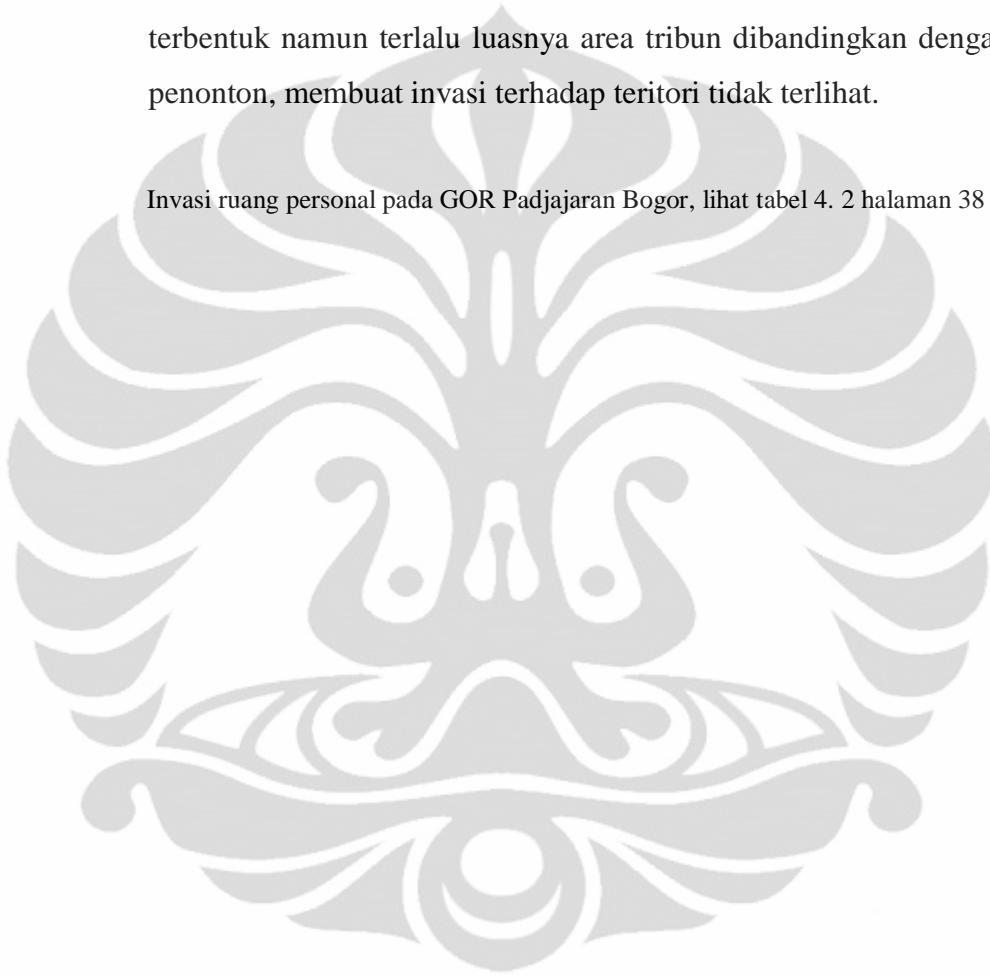 terbentuk namun terlalu luasnya area tribun dibandingkan denga
penonton, membuat invasi terhadap teritori tidak terlihat.
Invasi ruang personal pada GOR Padjajaran Bogor, lihat tabel 4. 2 halaman 38